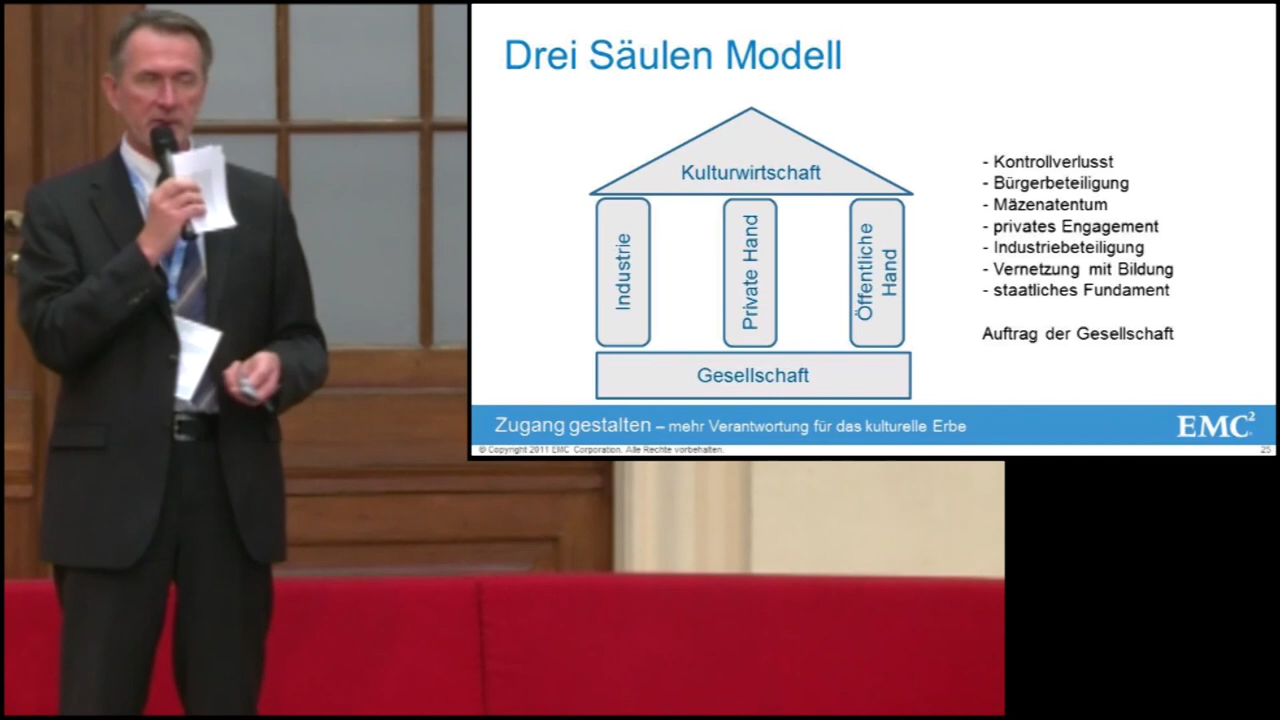 Drei Säulen Modell
Kulturwirtschaft
Industrie
Private Hand
Öffentliche
Hand
Gesellschaft
- Kontrollverlusst
- Bürgerbeteiligung
- Mäzenatentum
- privates Engagement
- Industriebeteiligung
- Vernetzung mit Bildung
- staatliches Fundament
Auftrag der Gesellschaft
Zugang gestalten – mehr Verantwortung für das kulturelle Erbe
EMC²
© Copyright 2011 EMC Corporation. Alle Rechte vorbehalten.
25